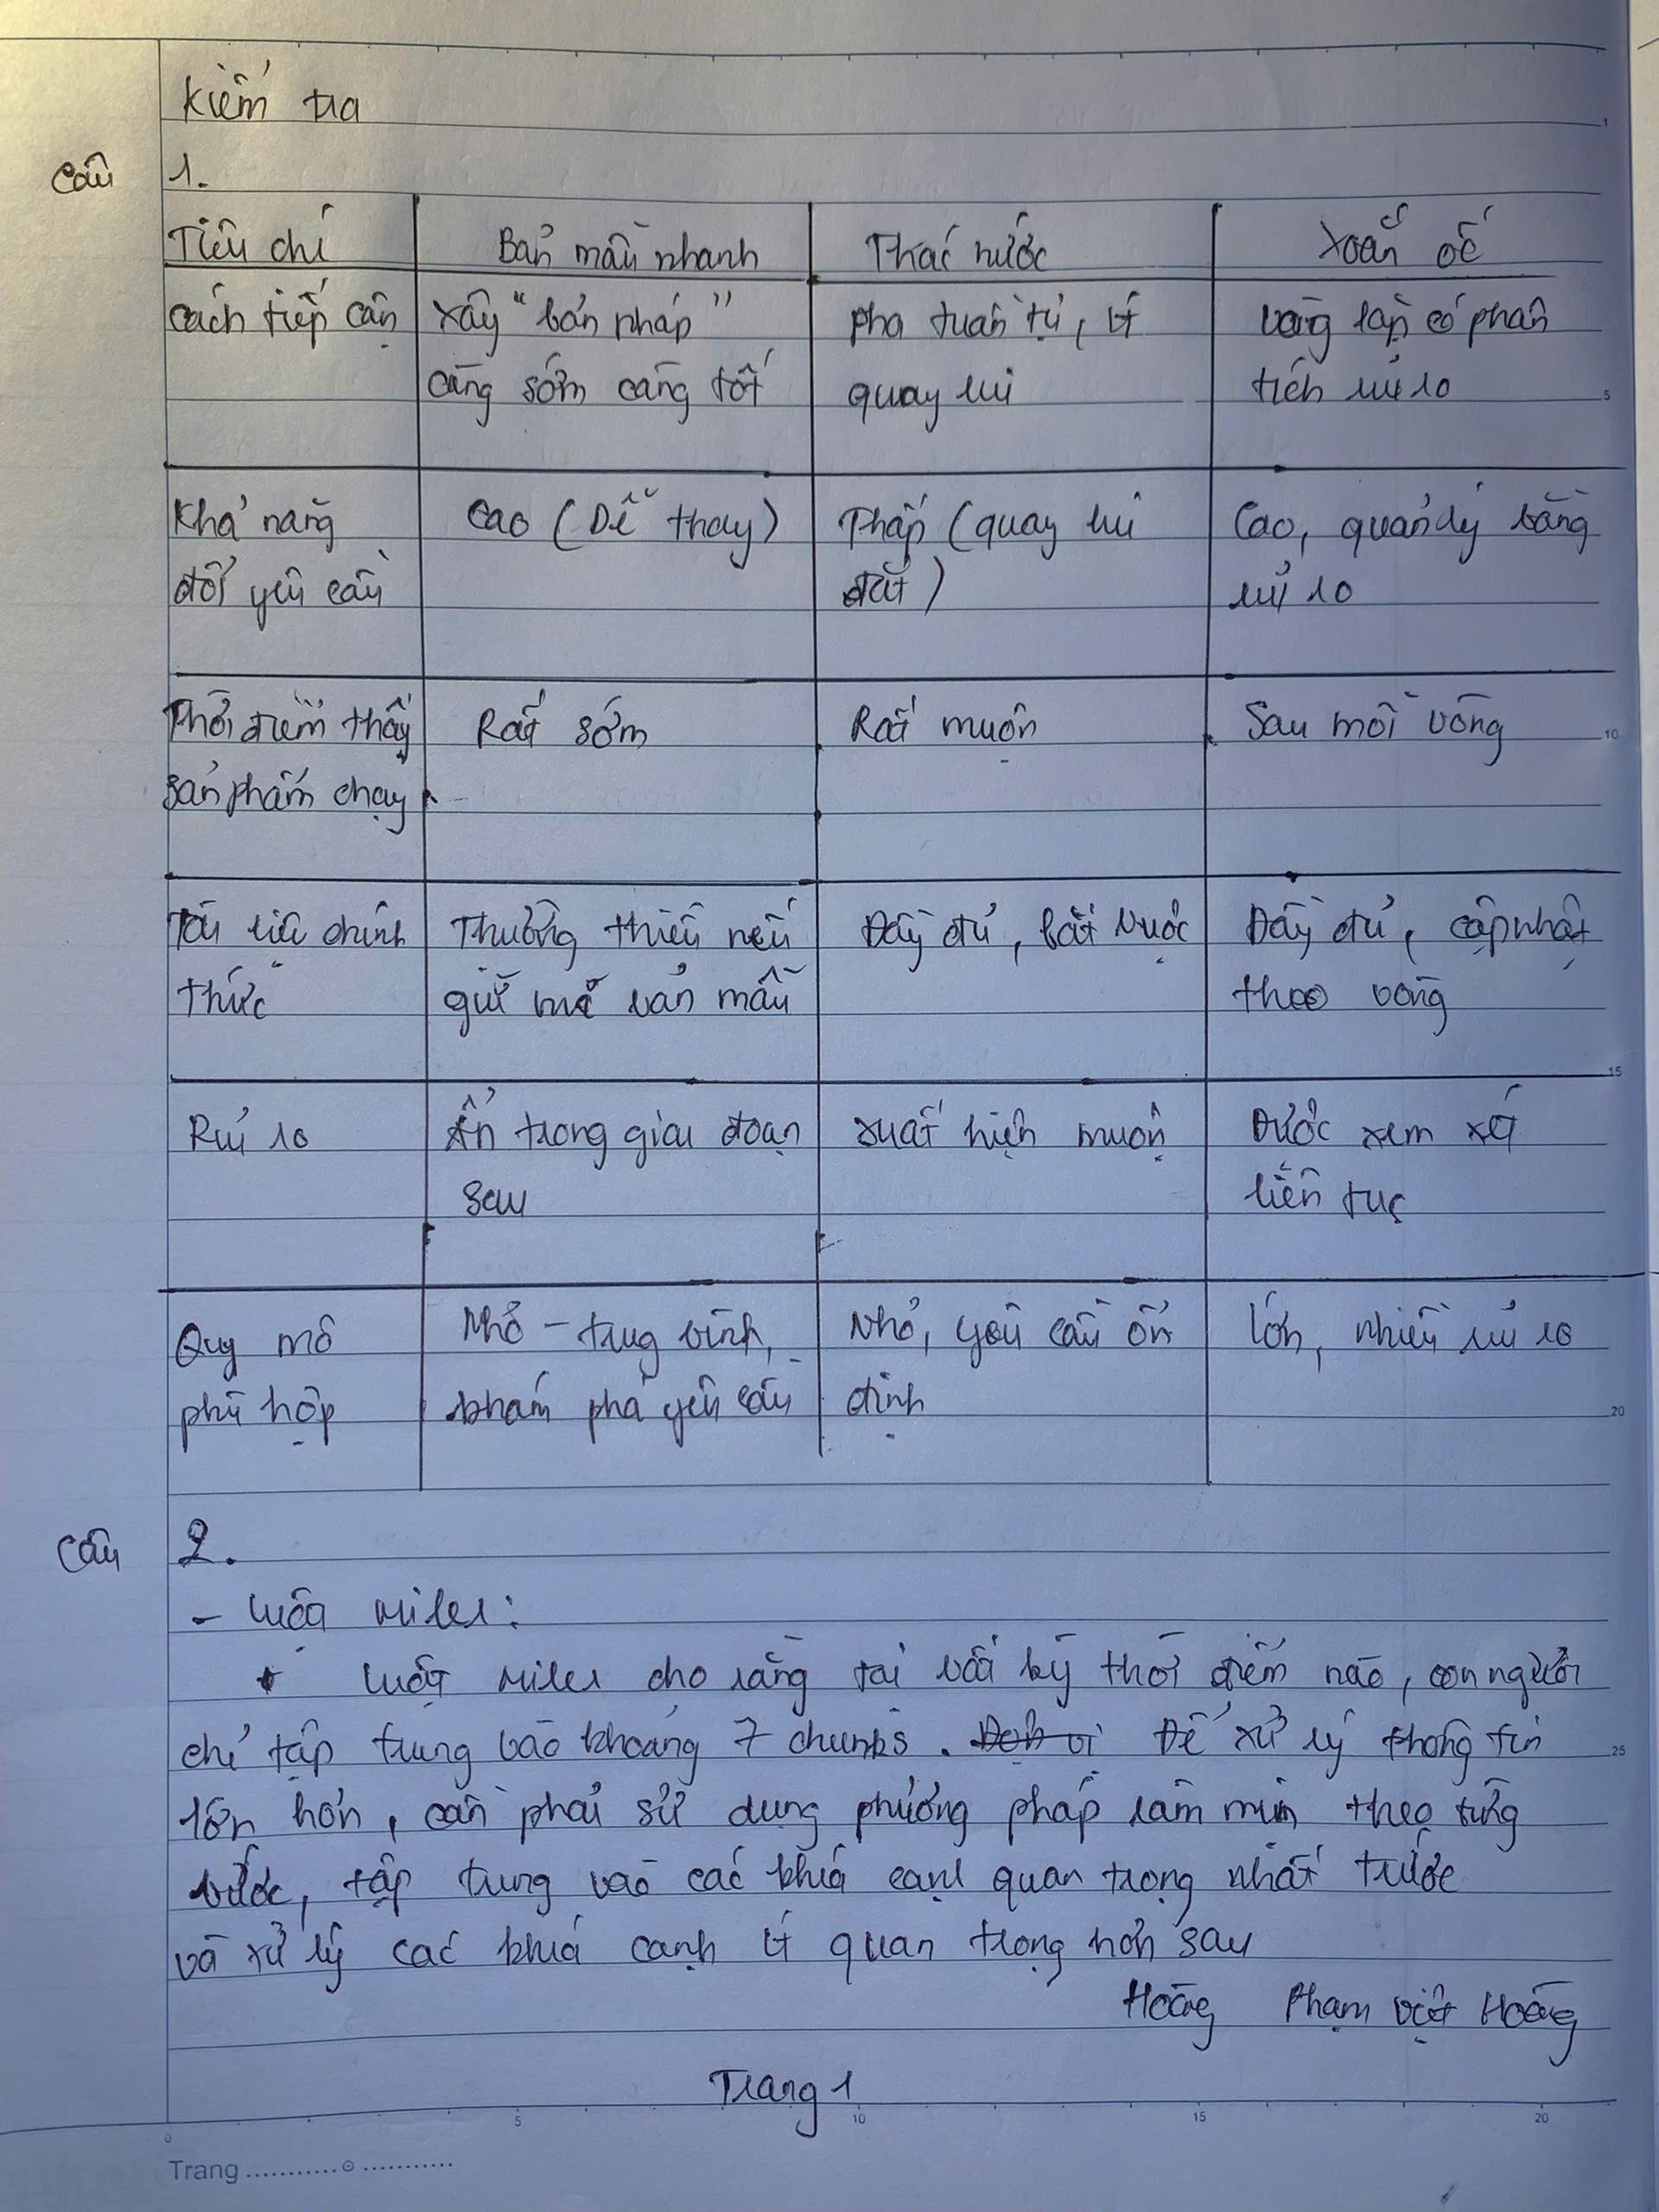 Kiểm tra
Câu 1.
Tiêu chí Bản mẫu nhanh Thác nước Xoắn ốc
Cách tiếp cận Xây "bản nháp" pha tuần tự, ít vòng lặp có phân
càng sớm càng tốt quay lui tích rủi ro
Khả năng Cao (Dễ thay) Thấp (quay lui Cao, quản lý bằng
đổi yêu cầu đắt) rủi ro
Thời điểm thấy Rất sớm Rất muộn Sau mỗi vòng
sản phẩm chạy
Tài liệu chính Thường thiếu nếu Đầy đủ, bắt buộc Đầy đủ, cập nhật
thức giữ bản mẫu theo vòng
Rủi ro Ẩn trong giai đoạn xuất hiện muộn Được xem xét
sau liên tục
Quy mô Nhỏ - trung bình, Nhỏ, yêu cầu ổn lớn, nhiều rủi ro
phù hợp khám phá yêu cầu định
Câu 2.
- Luật Miler:
+ Luật Miler cho rằng tại bất kỳ thời điểm nào, con người
chỉ tập trung vào khoảng 7 chunks. Để xử lý thông tin
lớn hơn, cần phải sử dụng phương pháp làm mịn theo từng
bước, tập trung vào các khía cạnh quan trọng nhất trước
và xử lý các khía cạnh ít quan trọng hơn sau
Hoàng Phạm Việt Hoàng
Trang 1
5 10 15 20
0
Trang
1
5
10
15
20
25